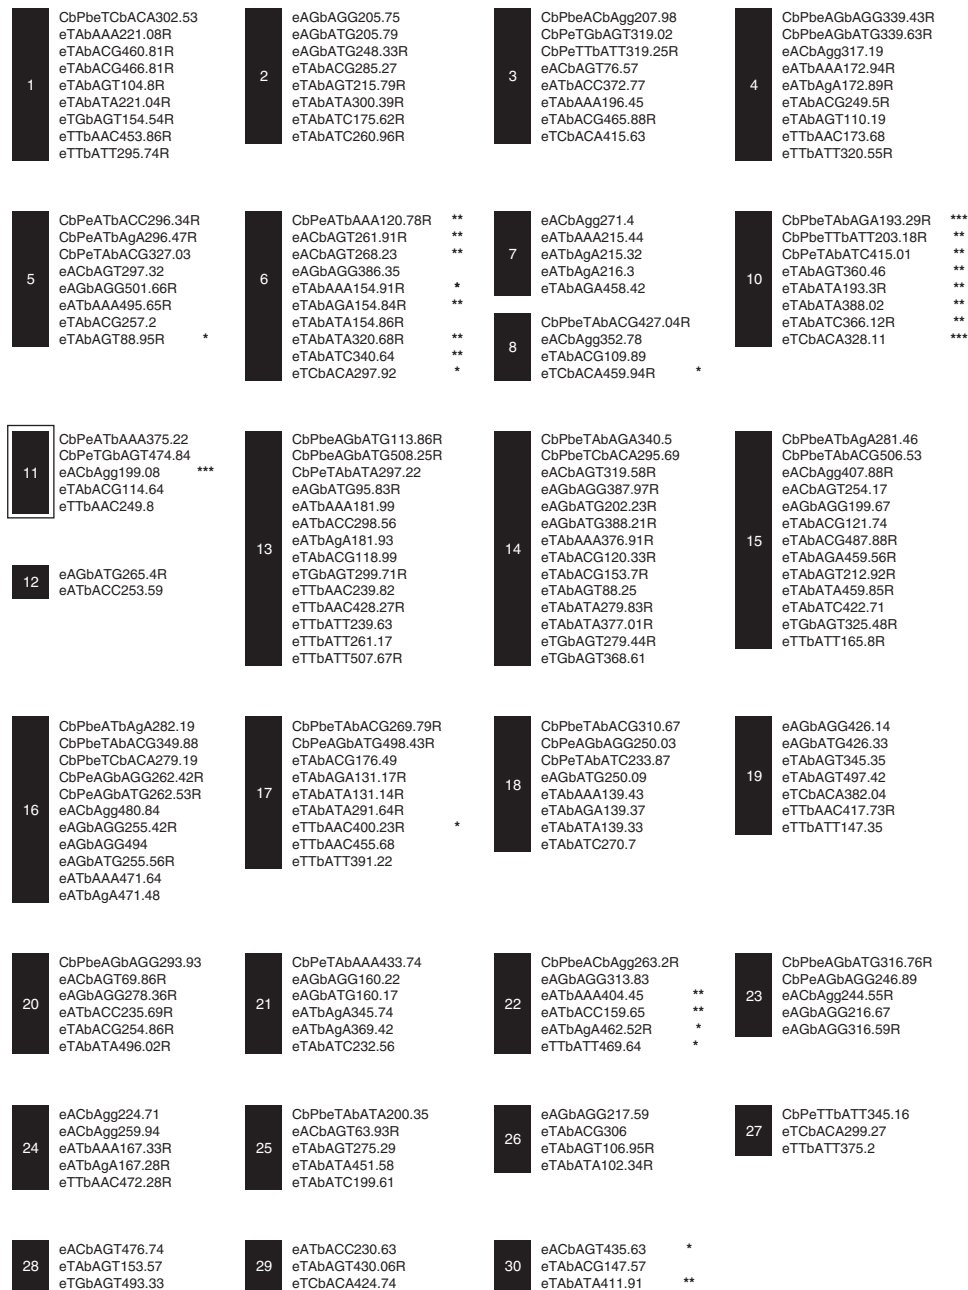 1
CbPbeTCbACA302.53
eTAbAAA221.08R
eTAbACG460.81R
eTAbACG466.81R
eTAbAGT104.8R
eTAbATA221.04R
eTGbAGT154.54R
eTTbAAC453.86R
eTTbATT295.74R
2
eAGbAGG205.75
eAGbATG205.79
eAGbATG248.33R
eTAbACG285.27
eTAbAGT215.79R
eTAbATA300.39R
eTAbATC175.62R
eTAbATC260.96R
3
CbPbeACbAgg207.98
CbPeTGbAGT319.02
CbPeTTbATT319.25R
eACbAGT76.57
eATbACC372.77
eTAbAAA196.45
eTAbACG465.88R
eTCbACA415.63
4
CbPbeAGbAGG339.43R
CbPbeAGbATG339.63R
eACbAgg317.19
eATbAAA172.94R
eATbAgA172.89R
eTAbACG249.5R
eTAbAGT110.19
eTTbAAC173.68
eTTbATT320.55R
5
CbPeATbACC296.34R
CbPeATbAgA296.47R
CbPeTAbACG327.03
eACbAGT297.32
eAGbAGG501.66R
eATbAAA495.65R
eTAbACG257.2
eTAbAGT88.95R *
6
CbPeATbAAA120.78R **
eACbAGT261.91R **
eACbAGT268.23 **
eAGbAGG386.35
eTAbAAA154.91R *
eTAbAGA154.84R **
eTAbATA154.86R
eTAbATA320.68R **
eTAbATC340.64 **
eTCbACA297.92 *
7
eACbAgg271.4
eATbAAA215.44
eATbAgA215.32
eATbAgA216.3
eTAbAGA458.42
8
CbPbeTAbACG427.04R
eACbAgg352.78
eTAbACG109.89
eTCbACA459.94R *
10
CbPbeTAbAGA193.29R ***
CbPbeTTbATT203.18R **
CbPeTAbATC415.01 **
eTAbAGT360.46 **
eTAbATA193.3R **
eTAbATA388.02 **
eTAbATC366.12R **
eTCbACA328.11 ***
11
CbPeATbAAA375.22
CbPeTGbAGT474.84
eACbAgg199.08 ***
eTAbACG114.64
eTTbAAC249.8
12
eAGbATG265.4R
eATbACC253.59
13
CbPbeAGbATG113.86R
CbPbeAGbATG508.25R
CbPeTAbATA297.22
eAGbATG95.83R
eATbAAA181.99
eATbACC298.56
eATbAgA181.93
eTAbACG118.99
eTGbAGT299.71R
eTTbAAC239.82
eTTbAAC428.27R
eTTbATT239.63
eTTbATT261.17
eTTbATT507.67R
14
CbPbeTAbAGA340.5
CbPbeTCbACA295.69
eACbAGT319.58R
eAGbAGG387.97R
eAGbATG202.23R
eAGbATG388.21R
eTAbAAA376.91R
eTAbACG120.33R
eTAbACG153.7R
eTAbAGT88.25
eTAbATA279.83R
eTAbATA377.01R
eTGbAGT279.44R
eTGbAGT368.61
15
CbPbeATbAgA281.46
CbPbeTAbACG506.53
eACbAgg407.88R
eACbAGT254.17
eAGbAGG199.67
eTAbACG121.74
eTAbACG487.88R
eTAbAGA459.56R
eTAbAGT212.92R
eTAbATA459.85R
eTAbATC422.71
eTGbAGT325.48R
eTTbATT165.8R
16
CbPbeATbAgA282.19
CbPbeTAbACG349.88
CbPbeTCbACA279.19
CbPeAGbAGG262.42R
CbPeAGbATG262.53R
eACbAgg480.84
eAGbAGG255.42R
eAGbAGG494
eAGbATG255.56R
eATbAAA471.64
eATbAgA471.48
17
CbPbeTAbACG269.79R
CbPeAGbATG498.43R
eTAbACG176.49
eTAbAGA131.17R
eTAbATA131.14R
eTAbATA291.64R
eTTbAAC400.23R *
eTTbAAC455.68
eTTbATT391.22
18
CbPbeTAbACG310.67
CbPeAGbAGG250.03
CbPeTAbATC233.87
eAGbATG250.09
eTAbAAA139.43
eTAbAGA139.37
eTAbATA139.33
eTAbATC270.7
19
eAGbAGG426.14
eAGbATG426.33
eTAbAGT345.35
eTAbAGT497.42
eTCbACA382.04
eTTbAAC417.73R
eTTbATT147.35
20
CbPbeAGbAGG293.93
eACbAGT69.86R
eAGbAGG278.36R
eATbACC235.69R
eTAbACG254.86R
eTAbATA496.02R
21
CbPeTAbAAA433.74
eAGbAGG160.22
eAGbATG160.17
eATbAgA345.74
eATbAgA369.42
eTAbATC232.56
22
CbPbeACbAgg263.2R
eAGbAGG313.83
eATbAAA404.45 **
eATbACC159.65 **
eATbAgA462.52R *
eTTbATT469.64 *
23
CbPbeAGbATG316.76R
CbPeAGbAGG246.89
eACbAgg244.55R
eAGbAGG216.67
eAGbAGG316.59R
24
eACbAgg224.71
eACbAgg259.94
eATbAAA167.33R
eATbAgA167.28R
eTTbAAC472.28R
25
CbPbeTAbATA200.35
eACbAGT63.93R
eTAbAGT275.29
eTAbATA451.58
eTAbATC199.61
26
eAGbAGG217.59
eTAbACG306
eTAbAGT106.95R
eTAbATA102.34R
27
CbPeTTbATT345.16
eTCbACA299.27
eTTbATT375.2
28
eACbAGT476.74
eTAbAGT153.57
eTGbAGT493.33
29
eATbACC230.63
eTAbAGT430.06R
eTCbACA424.74
30
eACbAGT435.63 *
eTAbACG147.57
eTAbATA411.91 **